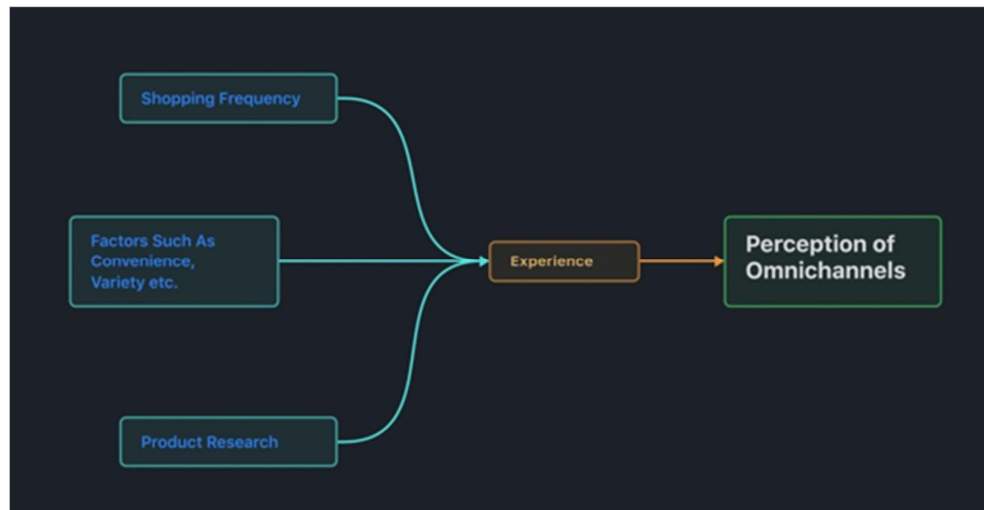 Shopping Frequency
Factors Such As
Convenience,
Variety etc.
Experience
Perception of
Omnichannels
Product Research